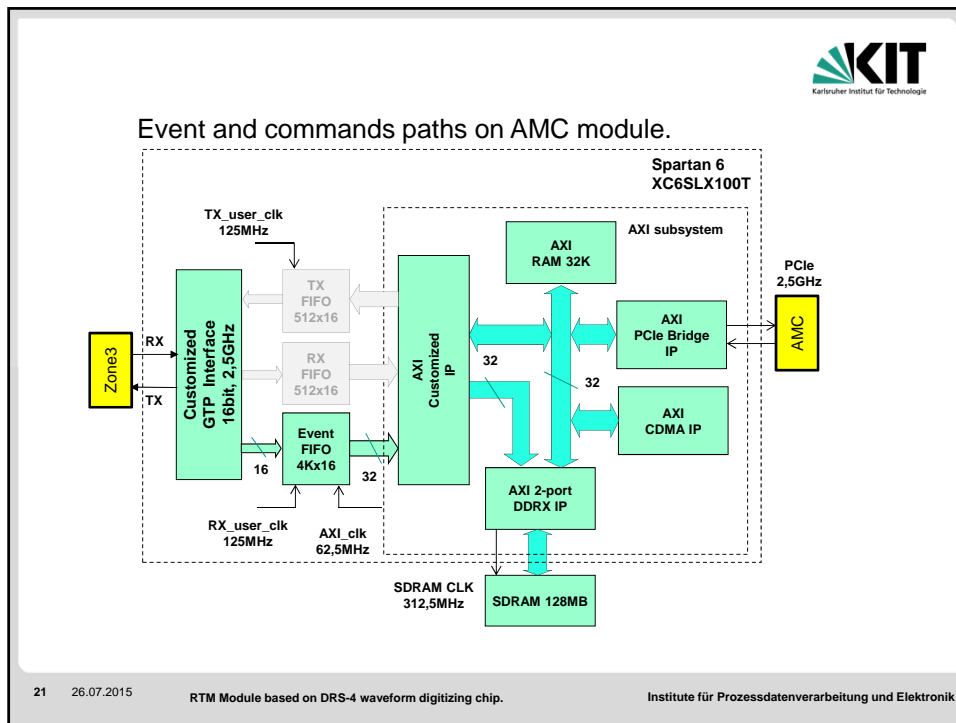 KIT
Karlsruher Institut für Technologie
Event and commands paths on AMC module.
Spartan 6
XC6SLX100T
TX_user_clk
125MHz
AXI subsystem
AXI
RAM 32K
PCIe
2,5GHz
TX
FIFO
512x16
Customized
GTP Interface
16bit, 2,5GHz
AXI
Customized
IP
AXI
PCIe Bridge
IP
AMC
Zone3
RX
TX
RX
FIFO
512x16
32
32
AXI
CDMA IP
Event
FIFO
4Kx16
16
32
AXI 2-port
DDRX IP
RX_user_clk
125MHz
AXI_clk
62,5MHz
SDRAM CLK
312,5MHz
SDRAM 128MB
21 26.07.2015 RTM Module based on DRS-4 waveform digitizing chip. Institute für Prozessdatenverarbeitung und Elektronik